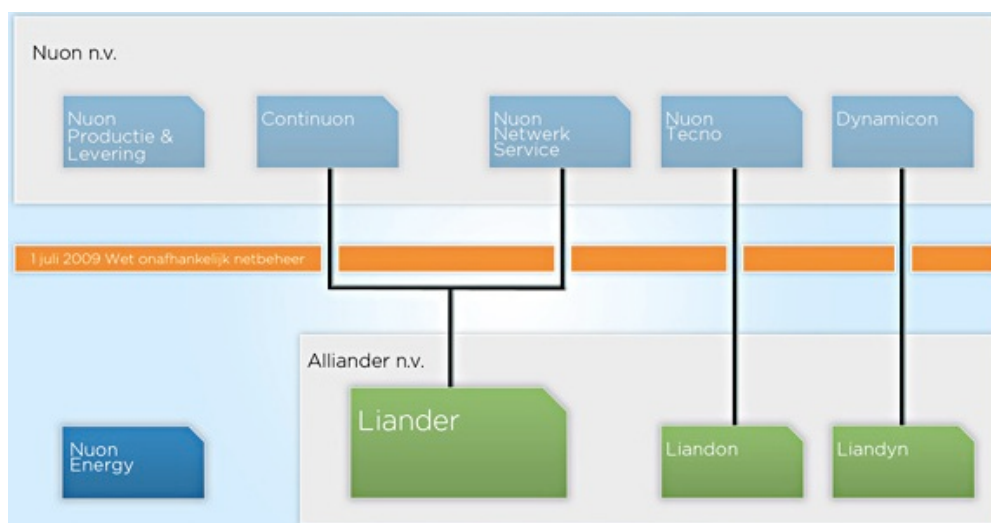 Nuon n.v.
Nuon
Productie &
Levering
Continuon
Nuon
Netwerk
Service
Nuon
Tecno
Dynamicon
1 juli 2009 Wet onafhankelijk netbeheer
Alliander n.v.
Liander
Nuon
Energy
Liandon
Liandyn